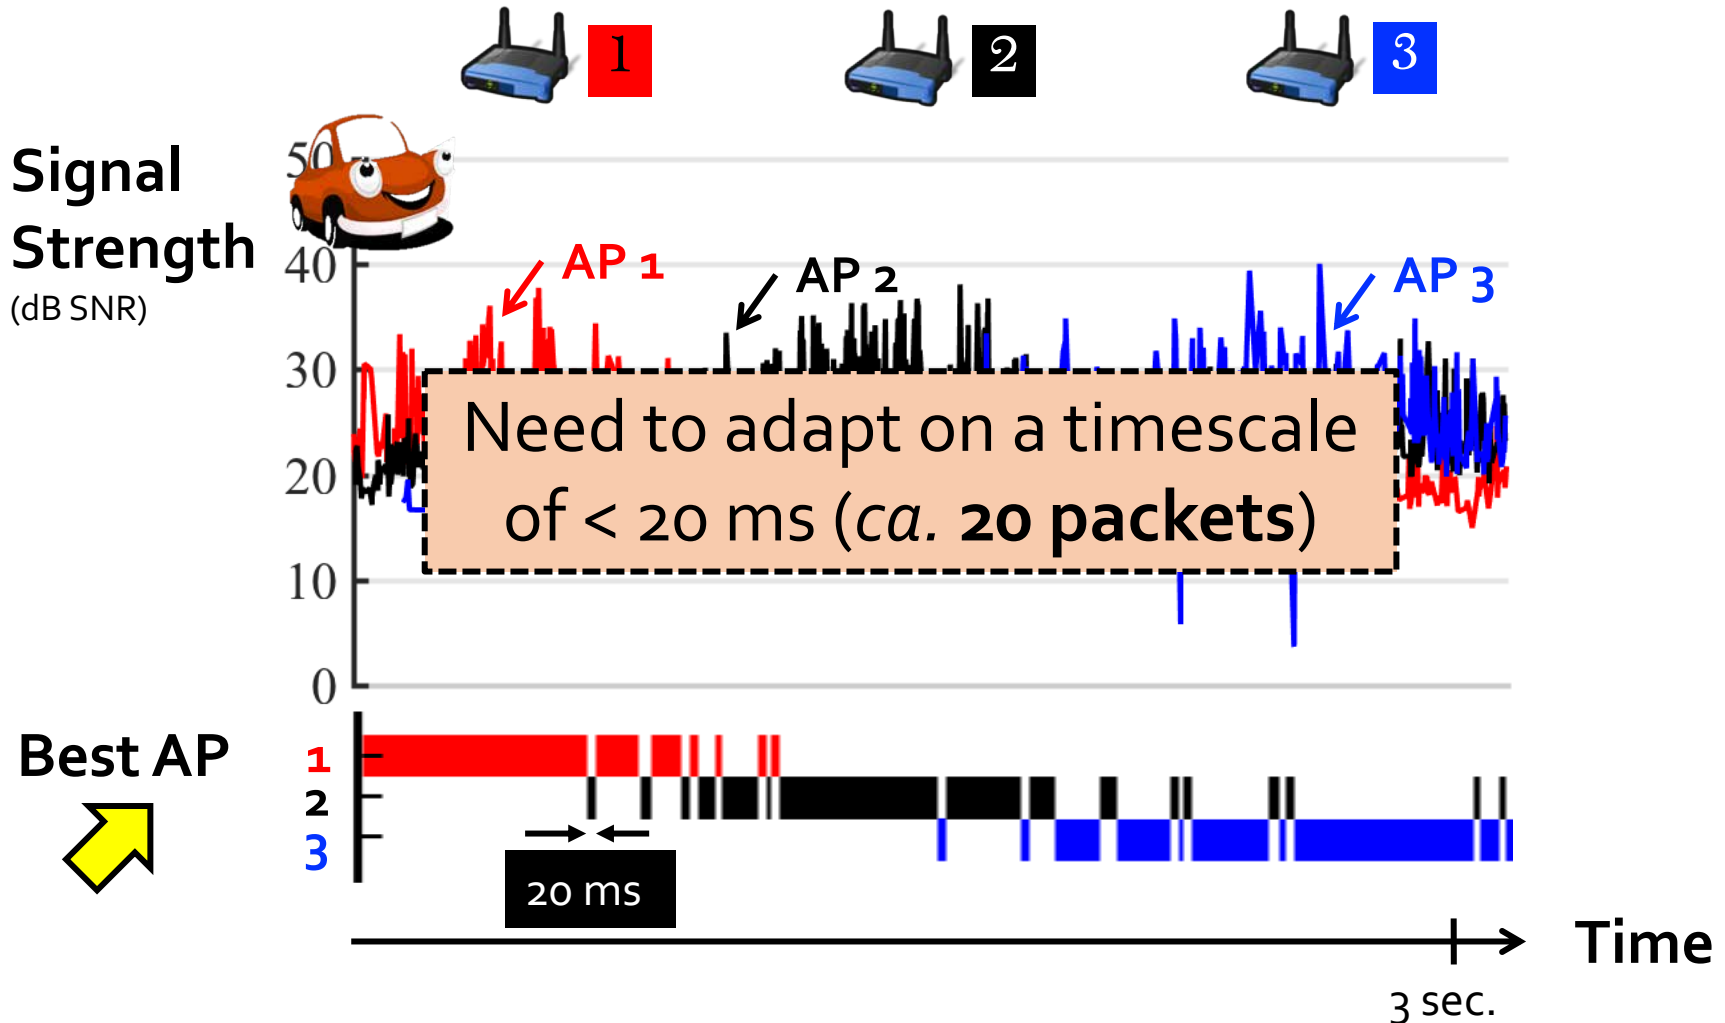 1
2
3
Signal
Strength
(dB SNR)
50
40
30
20
10
0
AP 1
AP 2
AP 3
Need to adapt on a timescale
of < 20 ms (ca. 20 packets)
Best AP
1
2
3
20 ms
Time
3 sec.